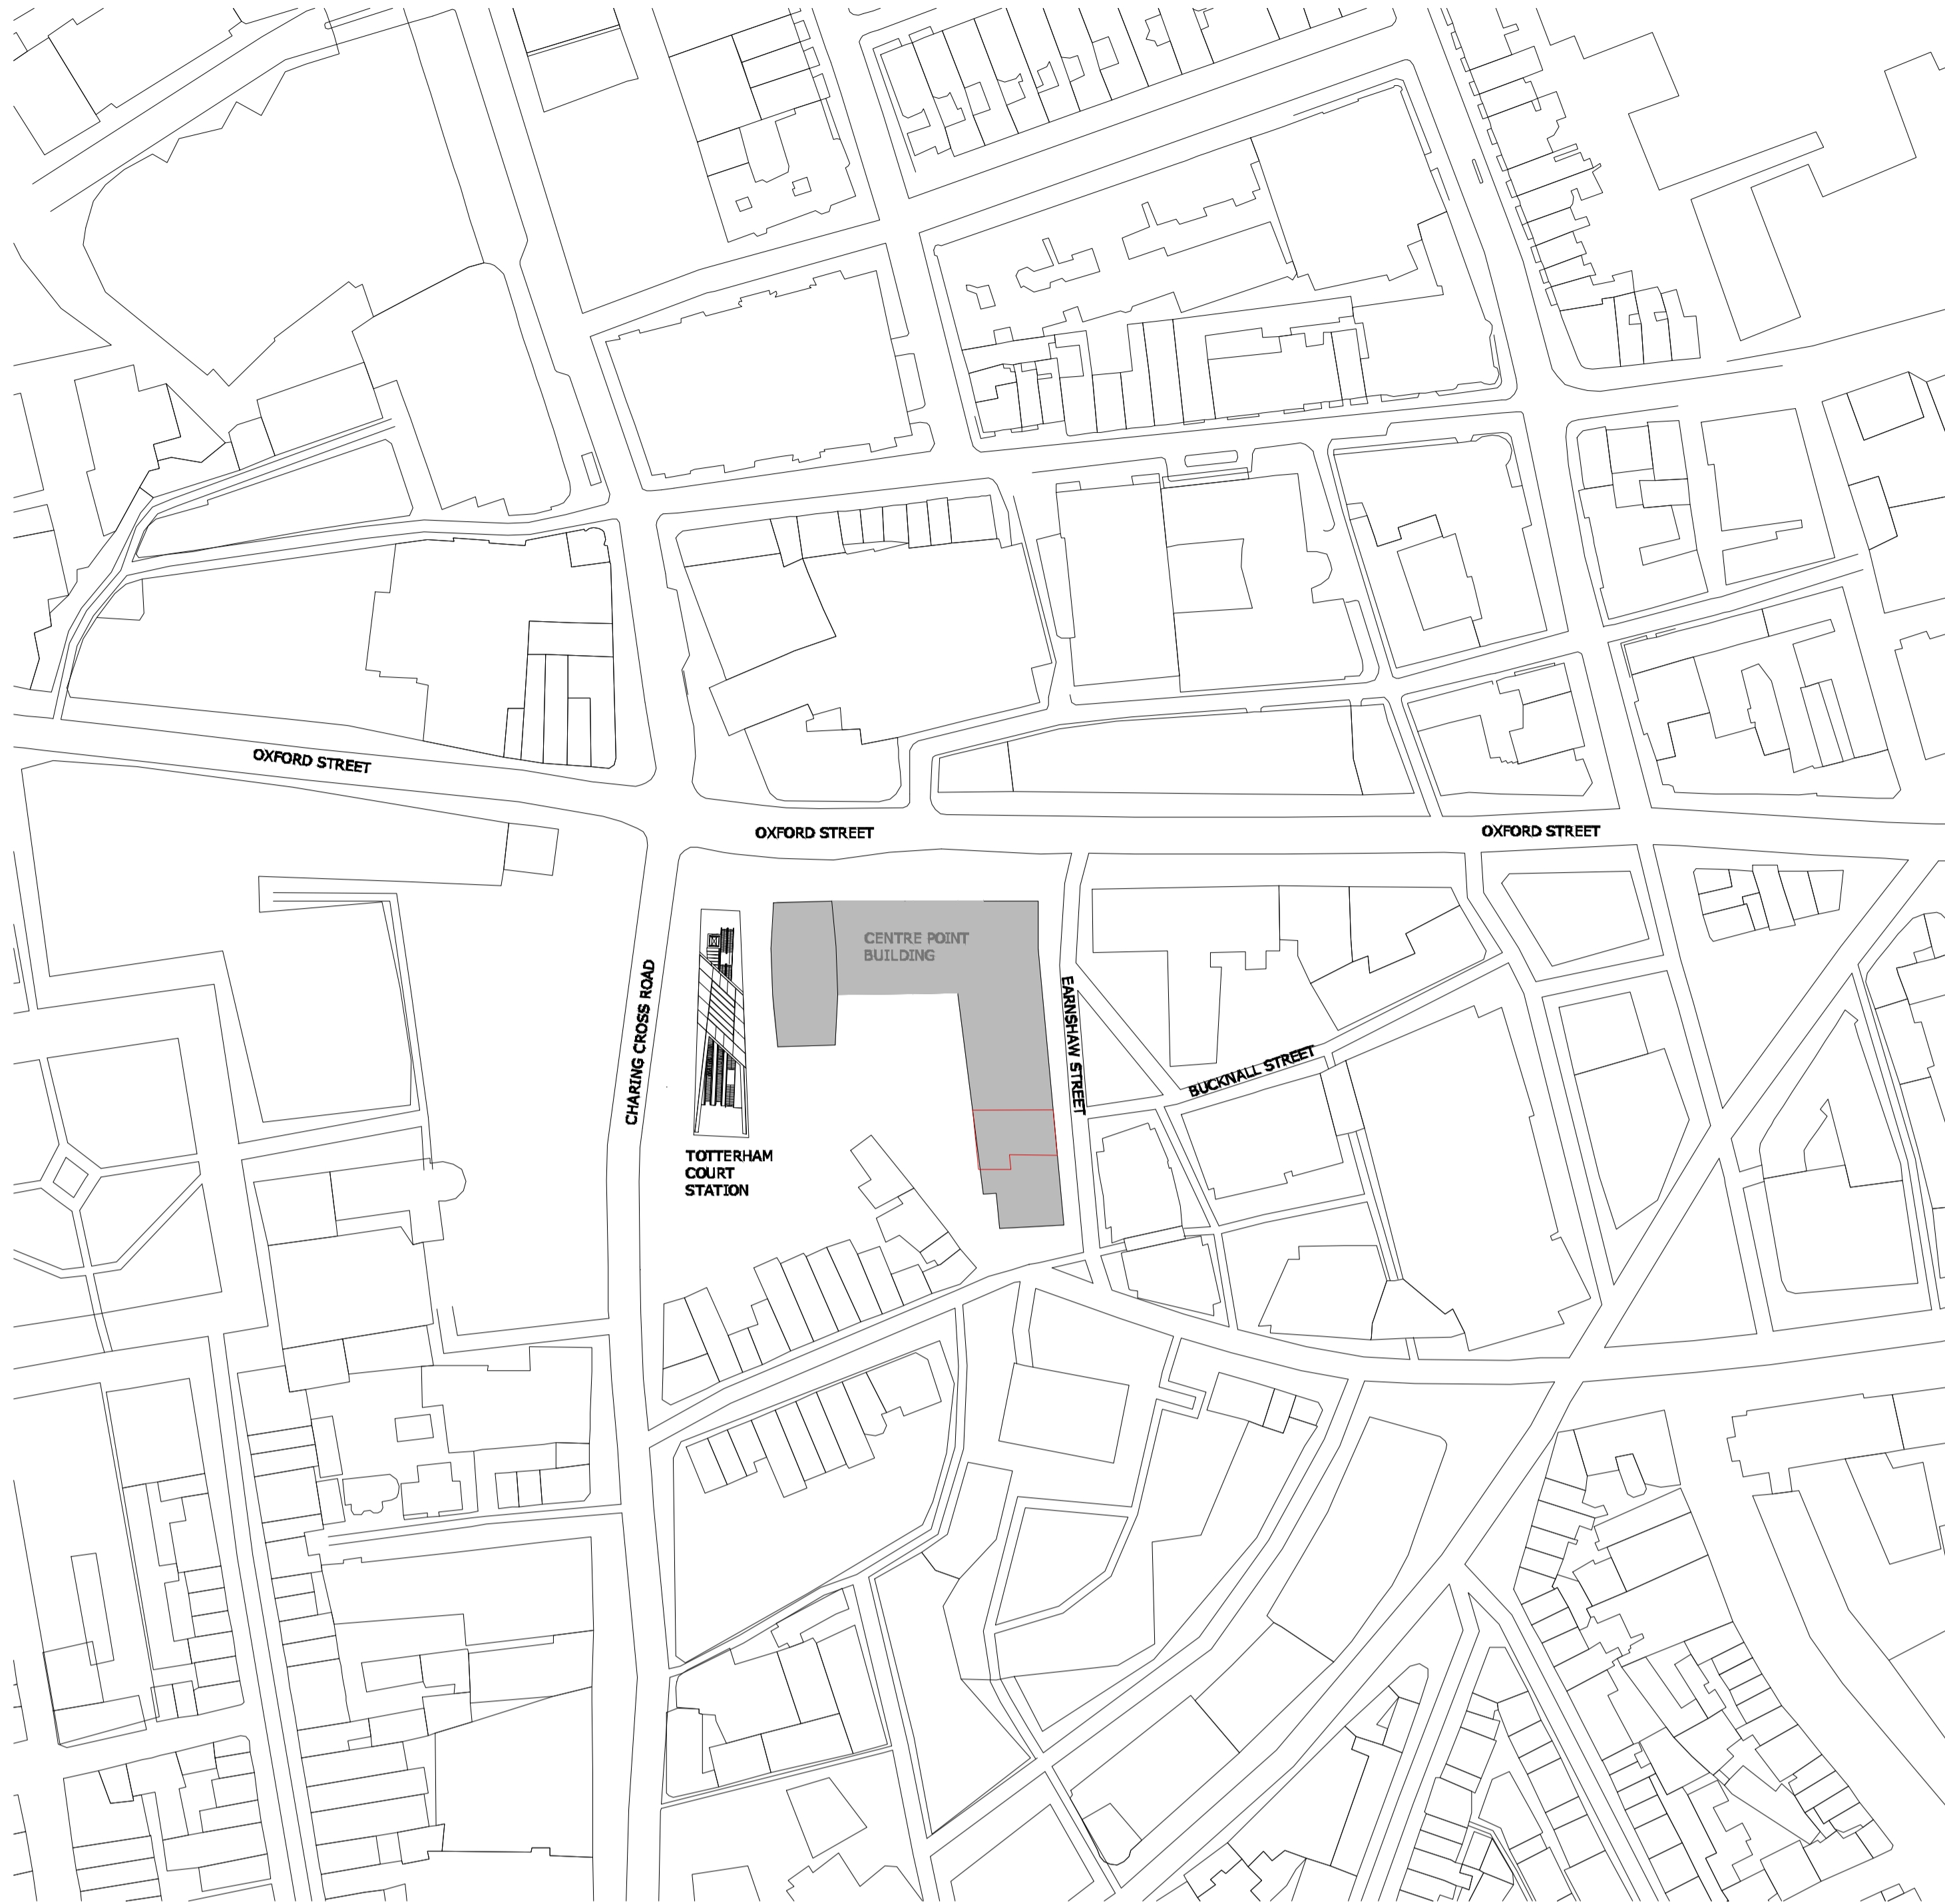 OXFORD STREET
OXFORD STREET
OXFORD STREET
CENTRE POINT
BUILDING
CHARING CROSS ROAD
EARNSHAW STREET
BUCKNALL STREET
TOTTERHAM
COURT
STATION